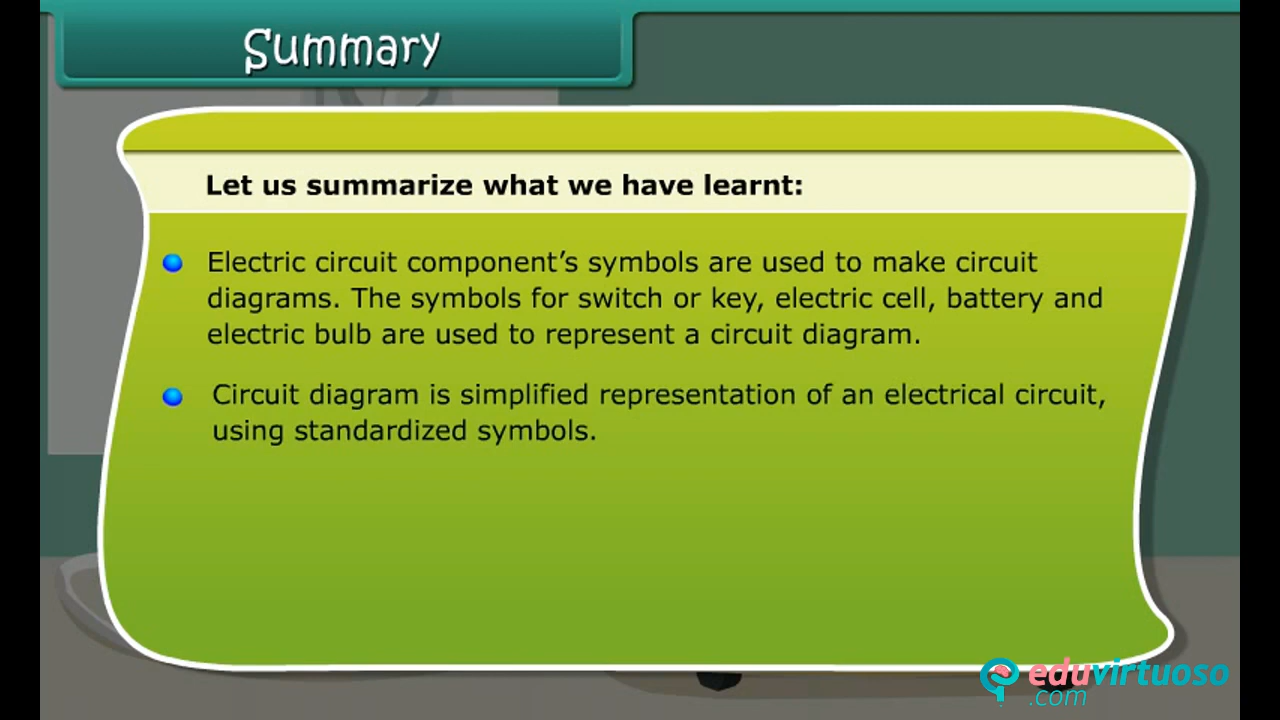 Summary
Let us summarize what we have learnt:
Electric circuit component’s symbols are used to make circuit
diagrams. The symbols for switch or key, electric cell, battery and
electric bulb are used to represent a circuit diagram.
Circuit diagram is simplified representation of an electrical circuit,
using standardized symbols.
eduvirtuoso
.com